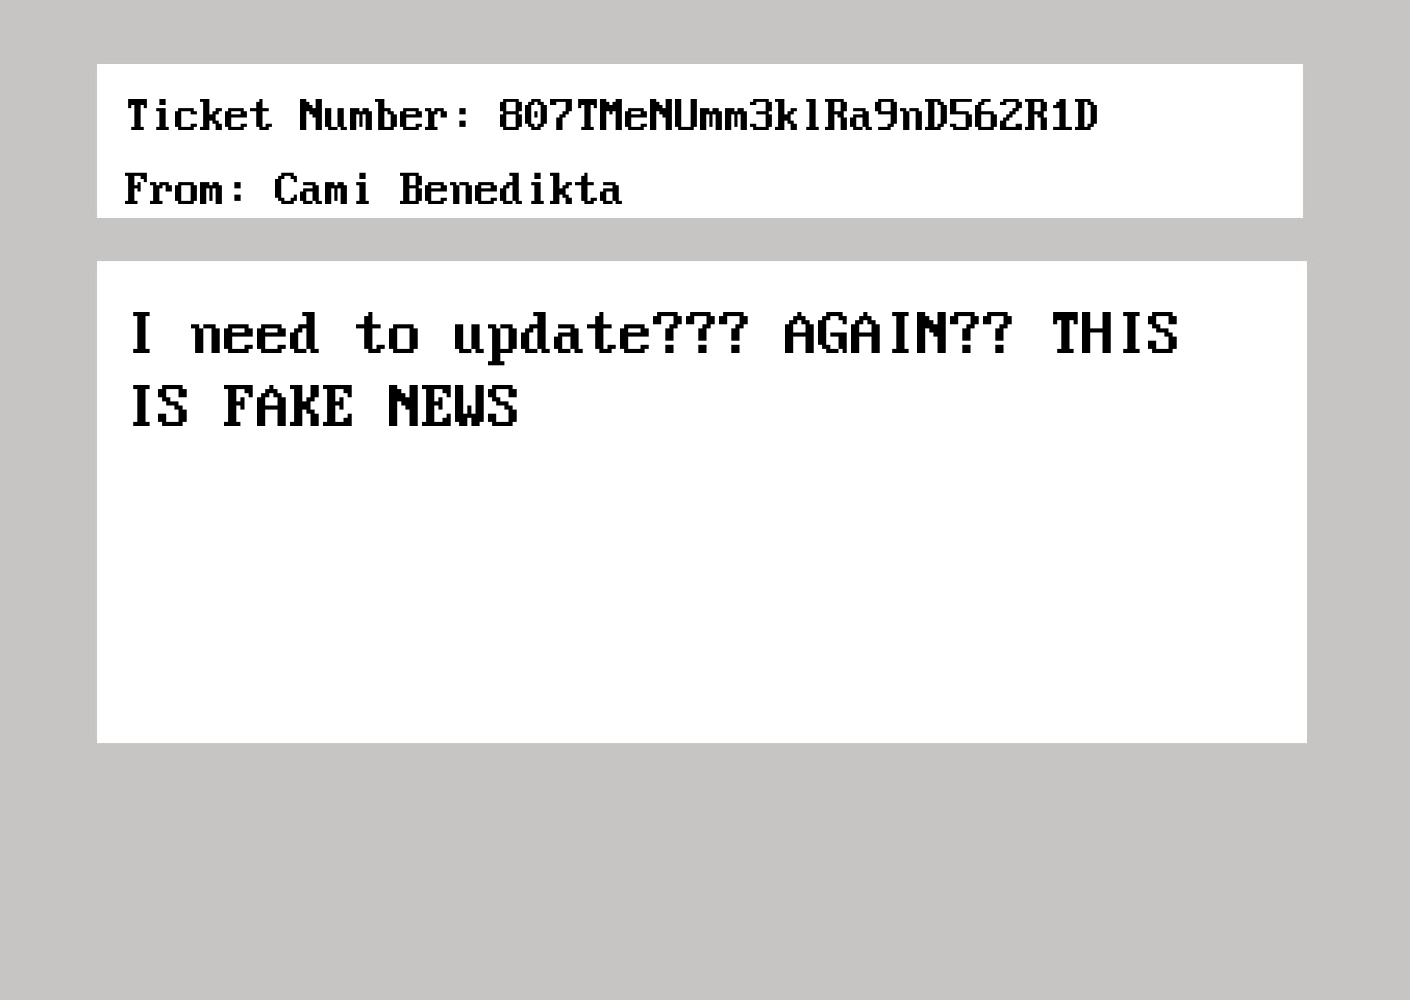 Ticket Number: 807TMeNUmm3klRa9nD562R1D
From: Cami Benedikta
I need to update??? AGAIN?? THIS
IS FAKE NEWS